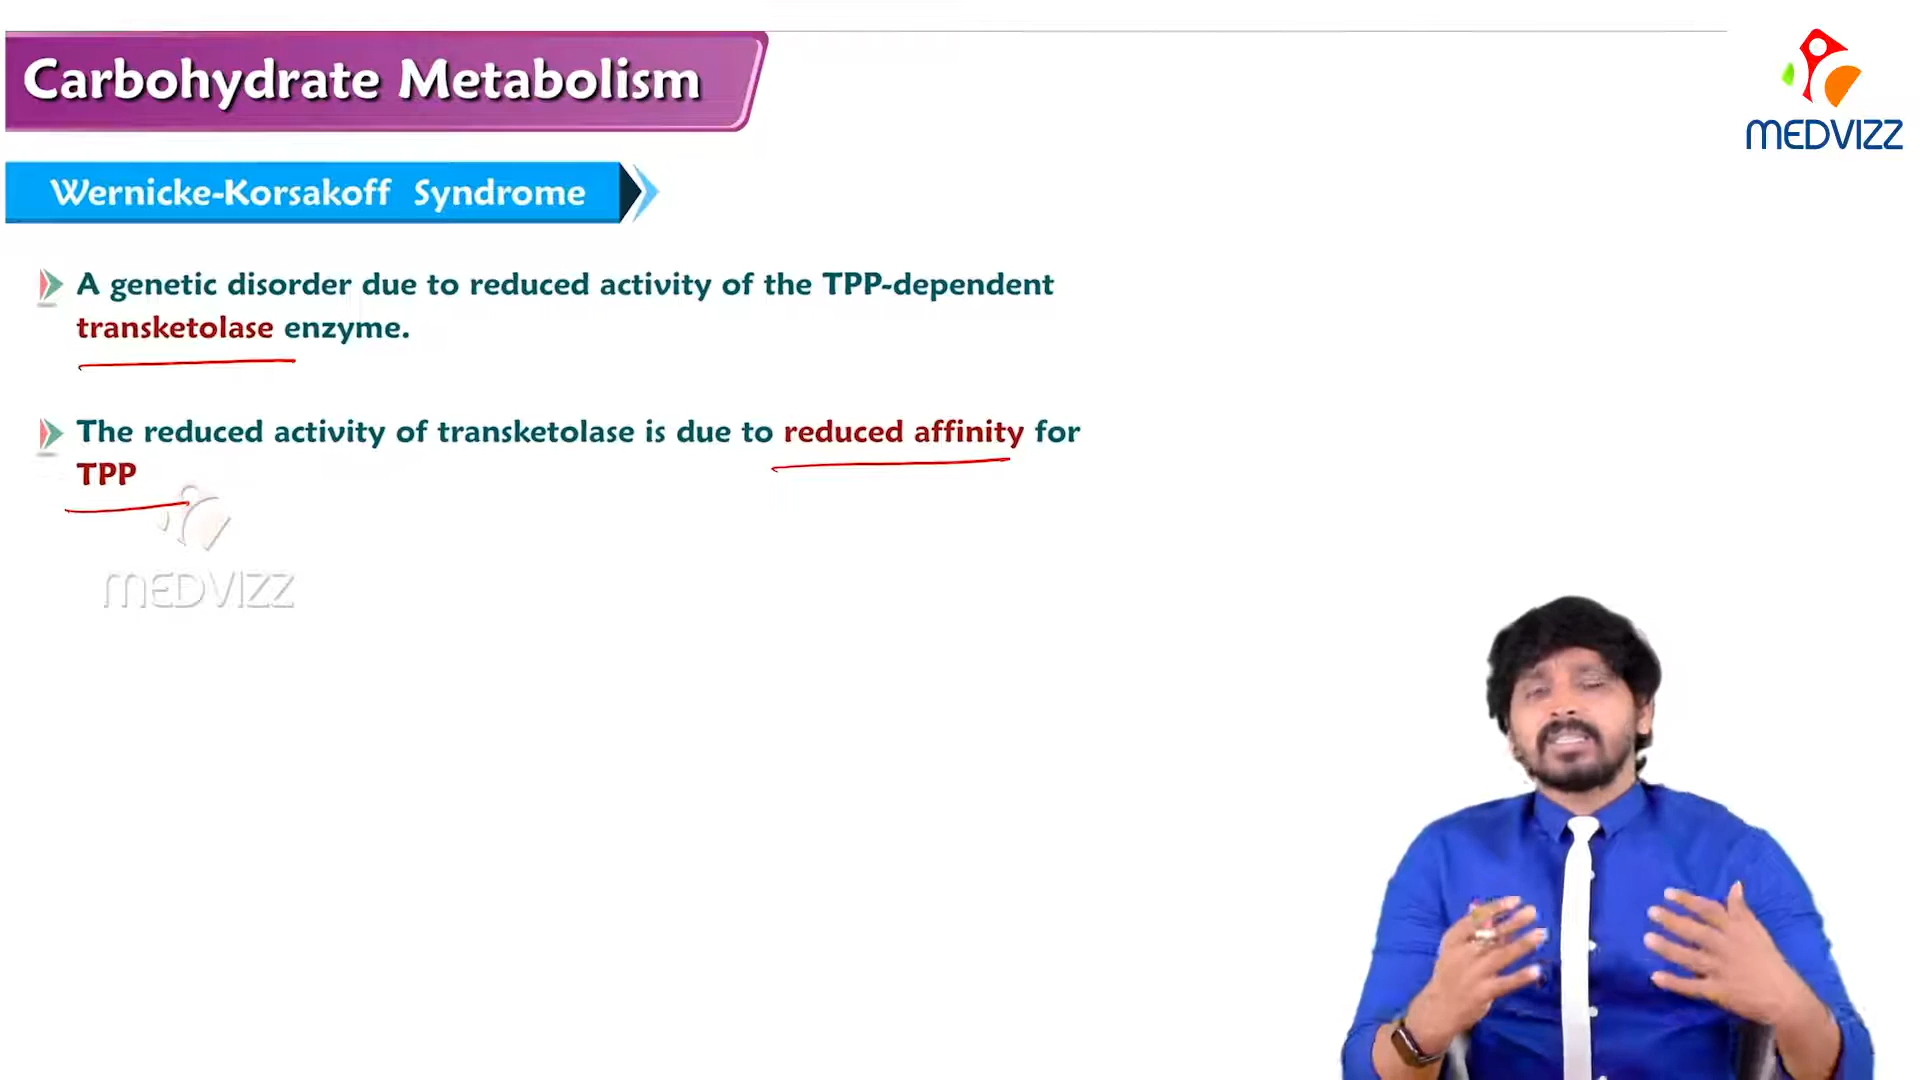 Carbohydrate Metabolism
MEDVIZZ
Wernicke-Korsakoff Syndrome
A genetic disorder due to reduced activity of the TPP-dependent
transketolase enzyme.
The reduced activity of transketolase is due to reduced affinity for
TPP
MEDVIZZ